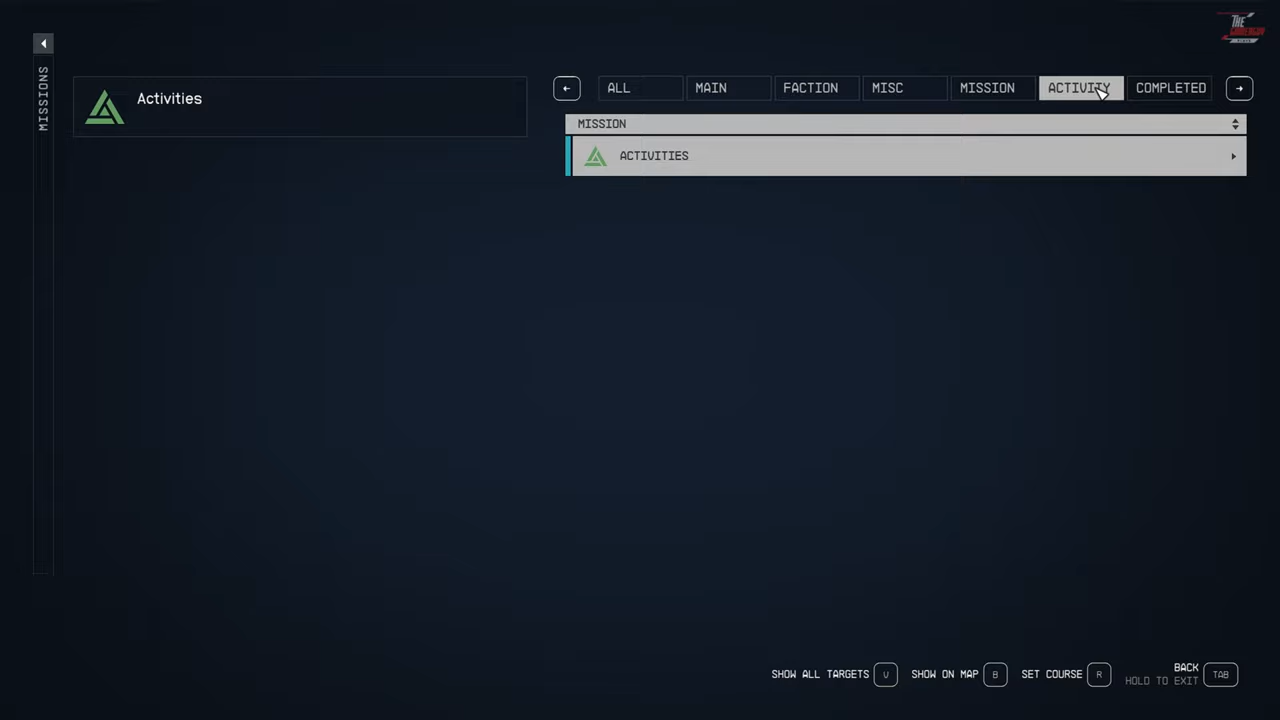 THE
MISSIONS
Activities
ALL
MAIN
FACTION
MISC
MISSION
ACTIVITY
COMPLETED
MISSION
ACTIVITIES
SHOW ALL TARGETS
V
SHOW ON MAP
B
SET COURSE
R
BACK
HOLD TO EXIT
TAB